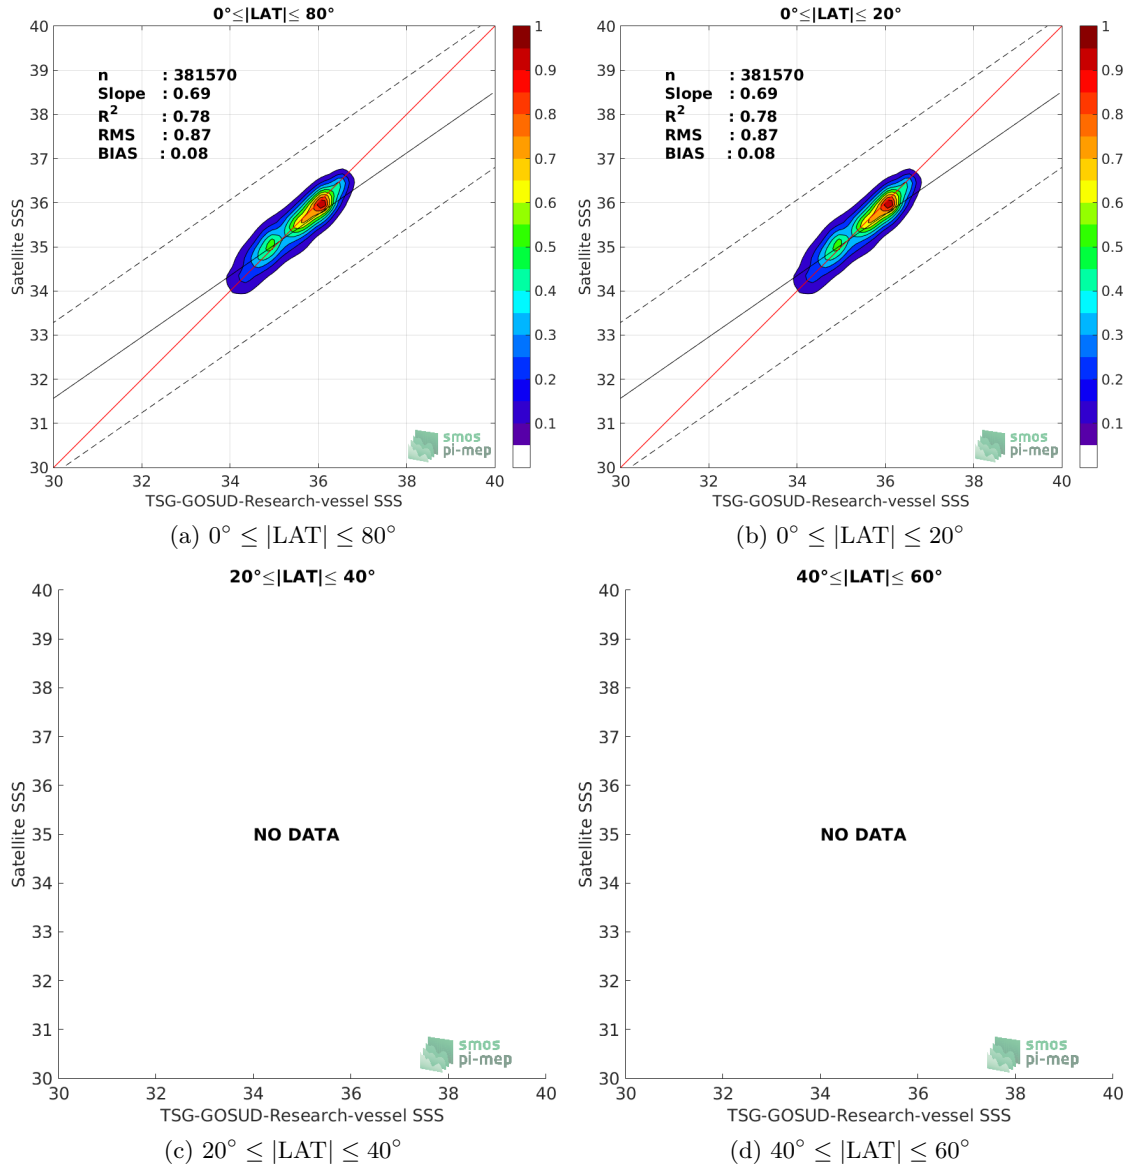 0°≤|LAT|≤ 80°
40
39
38
37
36
35
34
33
32
31
30
Satellite SSS
n : 381570
Slope : 0.69
R² : 0.78
RMS : 0.87
BIAS : 0.08
smos
pi-mep
30 32 34 36 38 40
TSG-GOSUD-Research-vessel SSS
1
0.9
0.8
0.7
0.6
0.5
0.4
0.3
0.2
0.1
(a) 0° ≤ |LAT| ≤ 80°
0°≤|LAT|≤ 20°
40
39
38
37
36
35
34
33
32
31
30
Satellite SSS
n : 381570
Slope : 0.69
R² : 0.78
RMS : 0.87
BIAS : 0.08
smos
pi-mep
30 32 34 36 38 40
TSG-GOSUD-Research-vessel SSS
1
0.9
0.8
0.7
0.6
0.5
0.4
0.3
0.2
0.1
(b) 0° ≤ |LAT| ≤ 20°
20°≤|LAT|≤ 40°
40
39
38
37
36
35
34
33
32
31
30
Satellite SSS
NO DATA
smos
pi-mep
30 32 34 36 38 40
TSG-GOSUD-Research-vessel SSS
(c) 20° ≤ |LAT| ≤ 40°
40°≤|LAT|≤ 60°
40
39
38
37
36
35
34
33
32
31
30
Satellite SSS
NO DATA
smos
pi-mep
30 32 34 36 38 40
TSG-GOSUD-Research-vessel SSS
(d) 40° ≤ |LAT| ≤ 60°